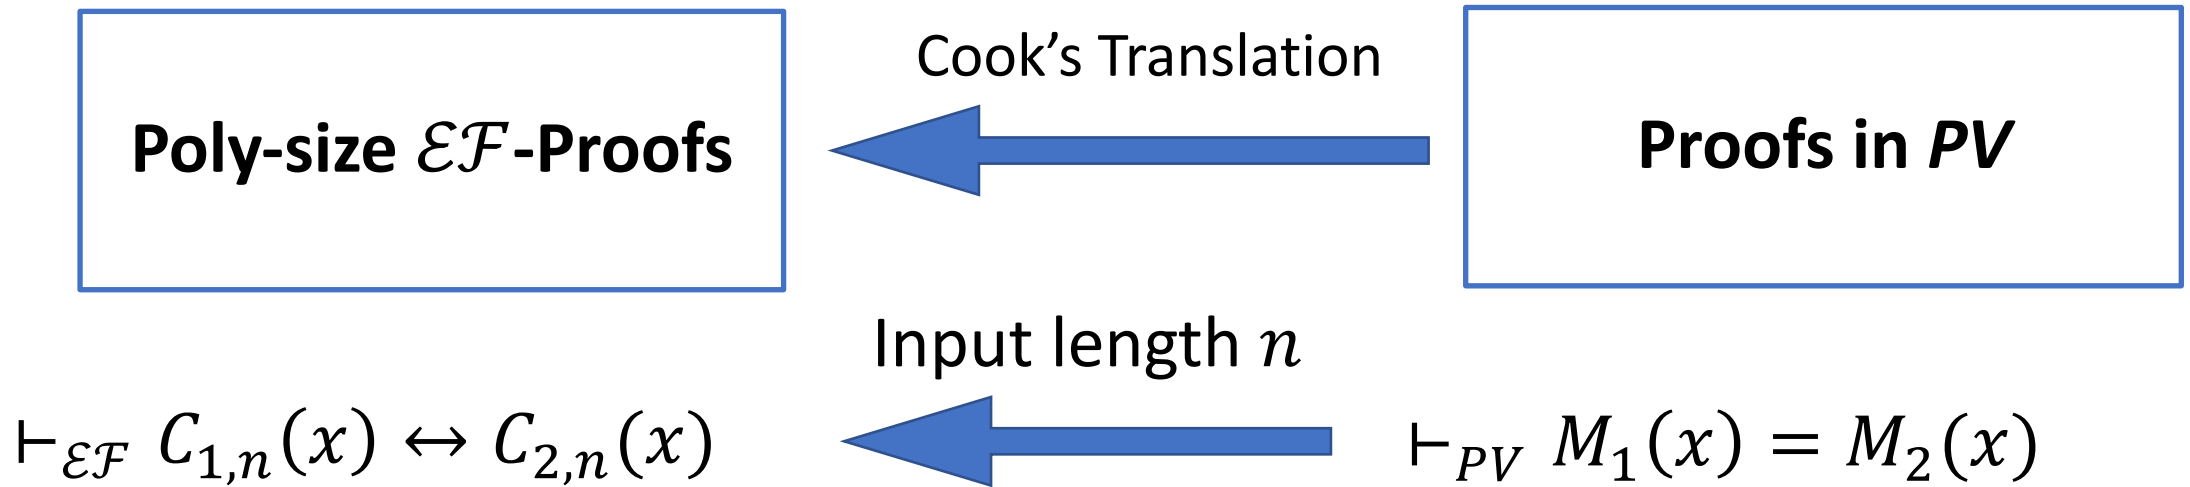 Cook’s Translation
Poly-size ℰℱ-Proofs
Proofs in PV
Input length n
⊢ℰℱ C1,n(x) ↔ C2,n(x)
⊢PV M1(x) = M2(x)